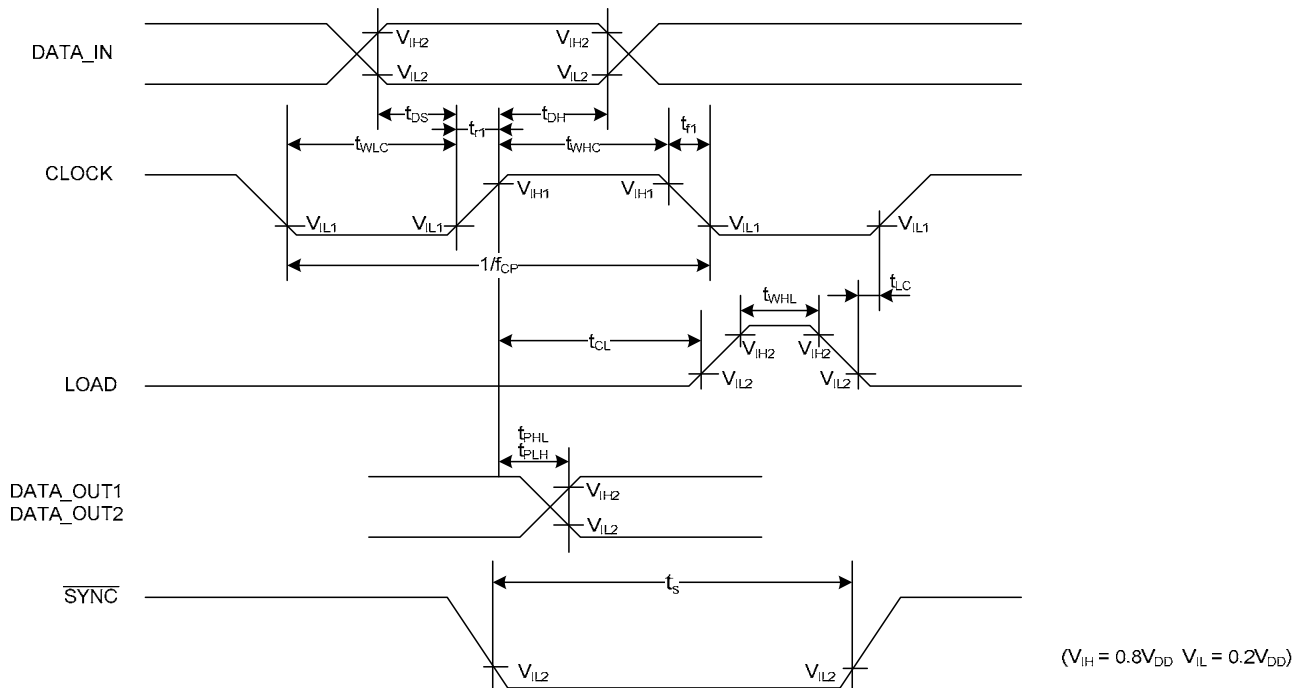 DATA_IN
VIH2 VIH2
VIL2 VIL2
tDS tr1 tDH tf1
tWLC tWHC
CLOCK
VIH1 VIH1
VIL1 VIL1 VIL1 VIL1
1/fCP
tLC
tWHL
tCL
VIH2 VIH2
LOAD
VIL2 VIL2
tPHL
tPLH
DATA_OUT1
DATA_OUT2
VIH2
VIL2
ts
SYNC
VIL2 VIL2
(VIH = 0.8VDD VIL = 0.2VDD)